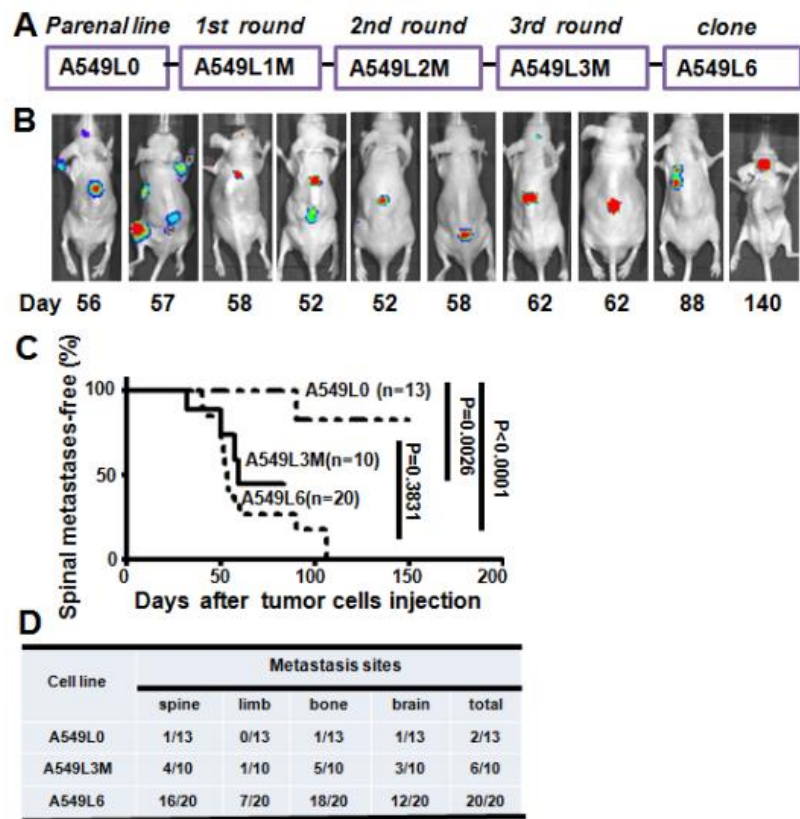 A Parenal line 1st round 2nd round 3rd round clone
A549L0 A549L1M A549L2M A549L3M A549L6
B
Day 56 57 58 52 52 58 62 62 88 140
C
Spinal metastases-free (%)
100
50
0
A549L0 (n=13)
A549L3M(n=10)
A549L6(n=20)
P=0.3831
P=0.0026
P<0.0001
0 50 100 150 200
Days after tumor cells injection
D
Cell line Metastasis sites
spine limb bone brain total
A549L0 1/13 0/13 1/13 1/13 2/13
A549L3M 4/10 1/10 5/10 3/10 6/10
A549L6 16/20 7/20 18/20 12/20 20/20